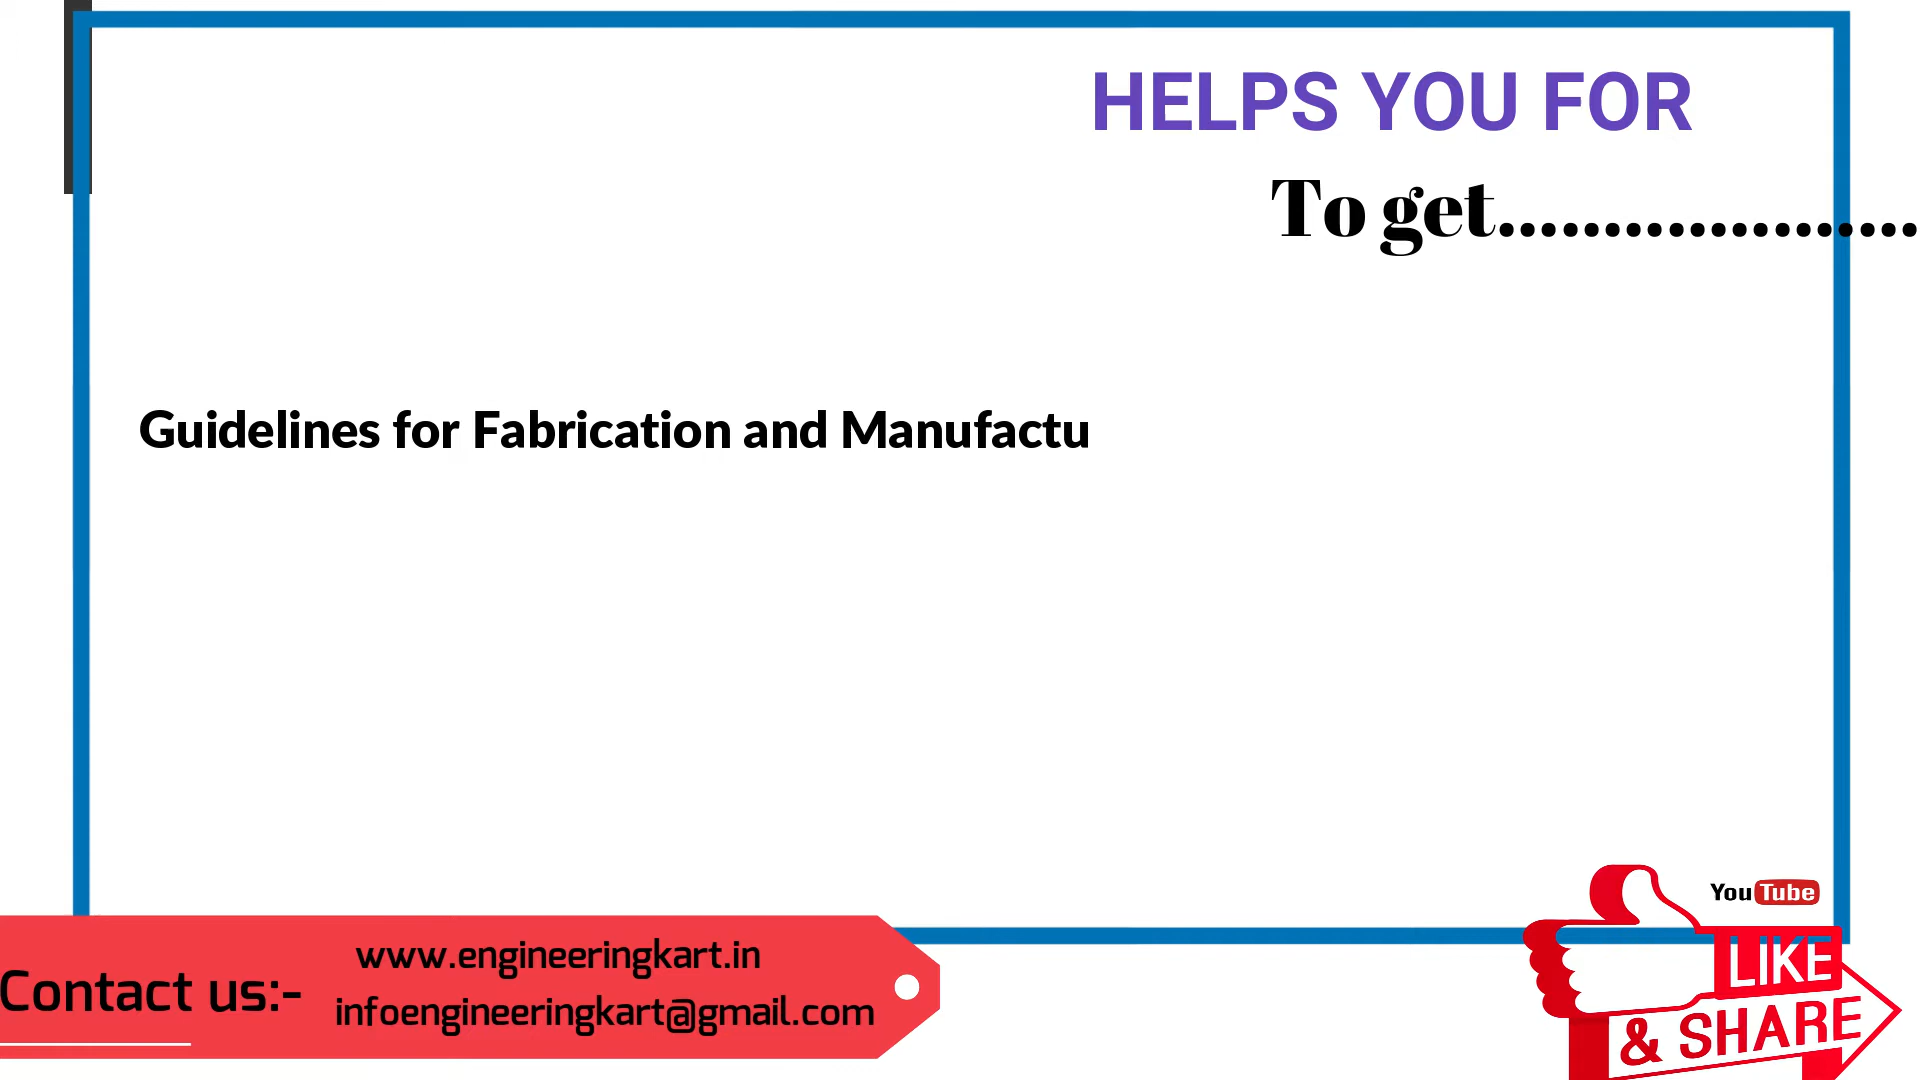 HELPS YOU FOR
To get....................
Guidelines for Fabrication and Manufactu
YouTube
LIKE
& SHARE
Contact us:-
www.engineeringkart.in
infoengineeringkart@gmail.com